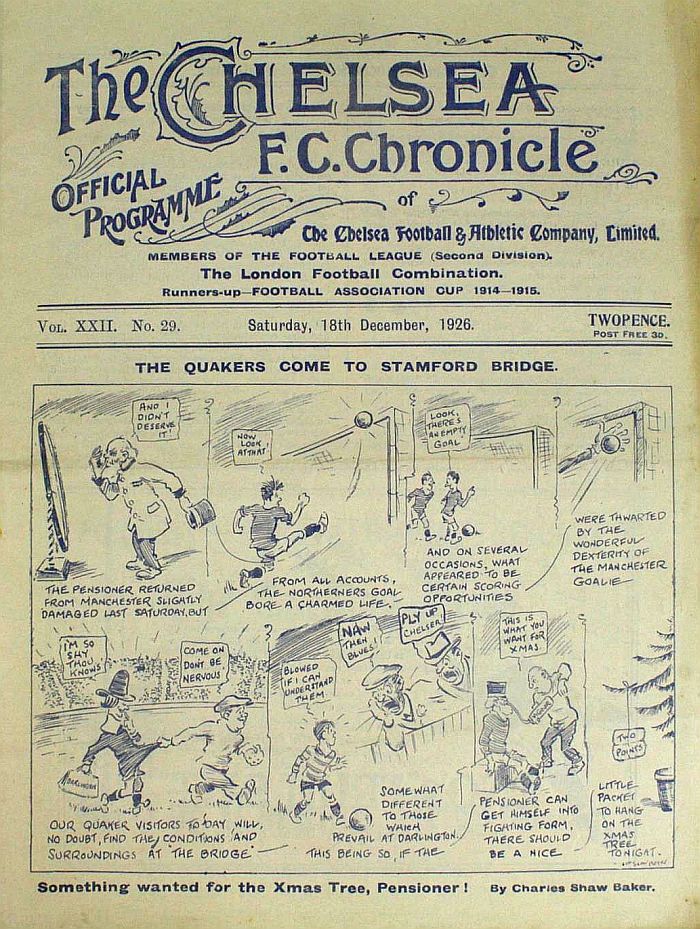 The CHELSEA
F.C. Chronicle
OFFICIAL
PROGRAMME
of
The Chelsea Football & Athletic Company, Limited.
MEMBERS OF THE FOOTBALL LEAGUE (Second Division).
The London Football Combination.
Runners-up—FOOTBALL ASSOCIATION CUP 1914—1915.
VOL. XXII. No. 29.
Saturday, 18th December, 1926.
TWOPENCE.
POST FREE 3D.
THE QUAKERS COME TO STAMFORD BRIDGE.
AND I
DIDN'T
DESERVE
IT!
THE PENSIONER RETURNED
FROM MANCHESTER SLIGHTLY
DAMAGED LAST SATURDAY, BUT
NOW
LOOK
AT THAT!
FROM ALL ACCOUNTS,
THE NORTHERNERS GOAL
BORE A CHARMED LIFE.
LOOK,
THERE'S
AN EMPTY
GOAL
AND ON SEVERAL
OCCASIONS, WHAT
APPEARED TO BE
CERTAIN SCORING
OPPORTUNITIES
WERE THWARTED
BY THE
WONDERFUL
DEXTERITY OF
THE MANCHESTER
GOALIE—
I'M SO
SHY
THOU
KNOWS
COME ON
DON'T BE
NERVOUS
DARLINGTON
OUR QUAKER VISITORS TO DAY WILL,
NO DOUBT, FIND THE CONDITIONS AND
SURROUNDINGS AT THE BRIDGE—
BLOWED
IF I CAN
UNDERSTAND
THEM
NAW
THEN
BLUES!
PLY UP
CHELSER!
SOMEWHAT
DIFFERENT
TO THOSE
WHICH
PREVAIL AT DARLINGTON.
THIS BEING SO, IF THE
THIS IS
WHAT YOU
WANT FOR
XMAS.
PENSIONER CAN
GET HIMSELF INTO
FIGHTING FORM,
THERE SHOULD
BE A NICE
TWO
POINTS
LITTLE
PACKET
TO HANG
ON THE
XMAS
TREE
TONIGHT.
Something wanted for the Xmas Tree, Pensioner! By Charles Shaw Baker.